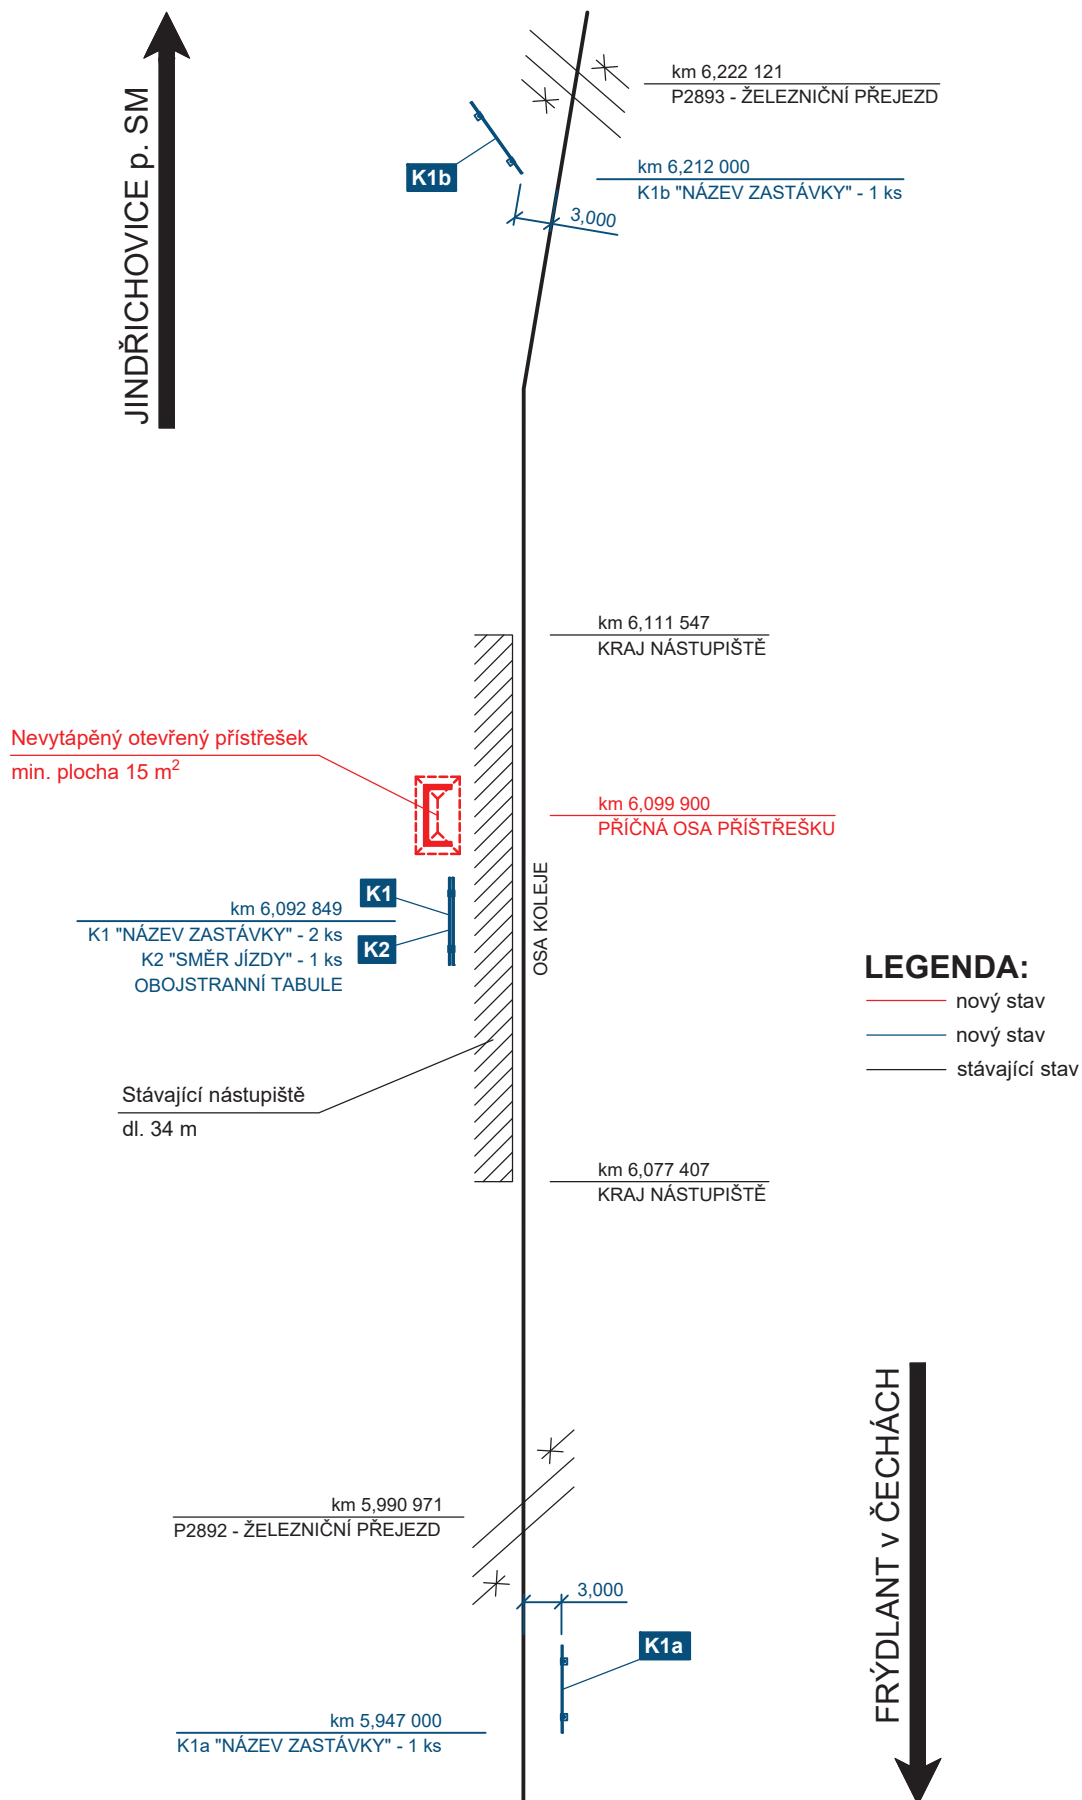 JINDŘICHOVICE p. SM
km 6,222 121
P2893 - ŽELEZNIČNÍ PŘEJEZD
K1b
km 6,212 000
K1b "NÁZEV ZASTÁVKY" - 1 ks
3,000
km 6,111 547
KRAJ NÁSTUPIŠTĚ
Nevytápěný otevřený přístřešek
min. plocha 15 m²
km 6,099 900
PŘÍČNÁ OSA PŘÍŠTŘEŠKU
K1
km 6,092 849
K1 "NÁZEV ZASTÁVKY" - 2 ks
K2
K2 "SMĚR JÍZDY" - 1 ks
OBOJSTRANNÍ TABULE
OSA KOLEJE
LEGENDA:
nový stav
nový stav
stávající stav
Stávající nástupiště
dl. 34 m
km 6,077 407
KRAJ NÁSTUPIŠTĚ
FRÝDLANT v ČECHÁCH
km 5,990 971
P2892 - ŽELEZNIČNÍ PŘEJEZD
3,000
K1a
km 5,947 000
K1a "NÁZEV ZASTÁVKY" - 1 ks